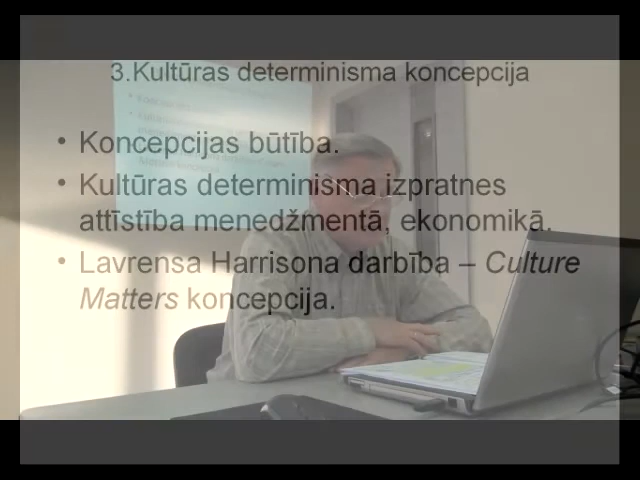 3.Kultūras determinisma koncepcija
• Koncepcijas būtība.
• Kultūras determinisma izpratnes
attīstība menedžmentā, ekonomikā.
• Lavrensa Harrisona darbība – Culture
Matters koncepcija.